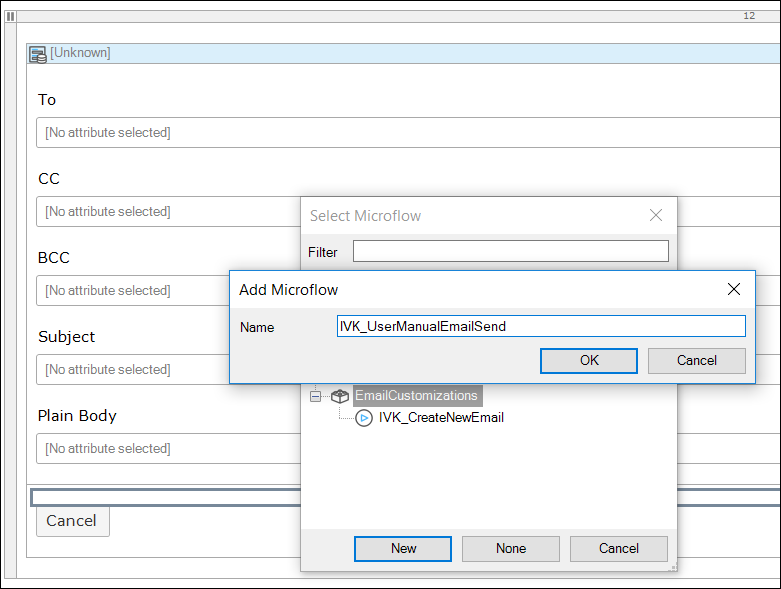 12
[Unknown]
To
[No attribute selected]
CC
[No attribute selected]
BCC
[No attribute selected]
Subject
[No attribute selected]
Plain Body
[No attribute selected]
Cancel
Select Microflow
Filter
Add Microflow
Name IVK_UserManualEmailSend
OK Cancel
EmailCustomizations
IVK_CreateNewEmail
New None Cancel